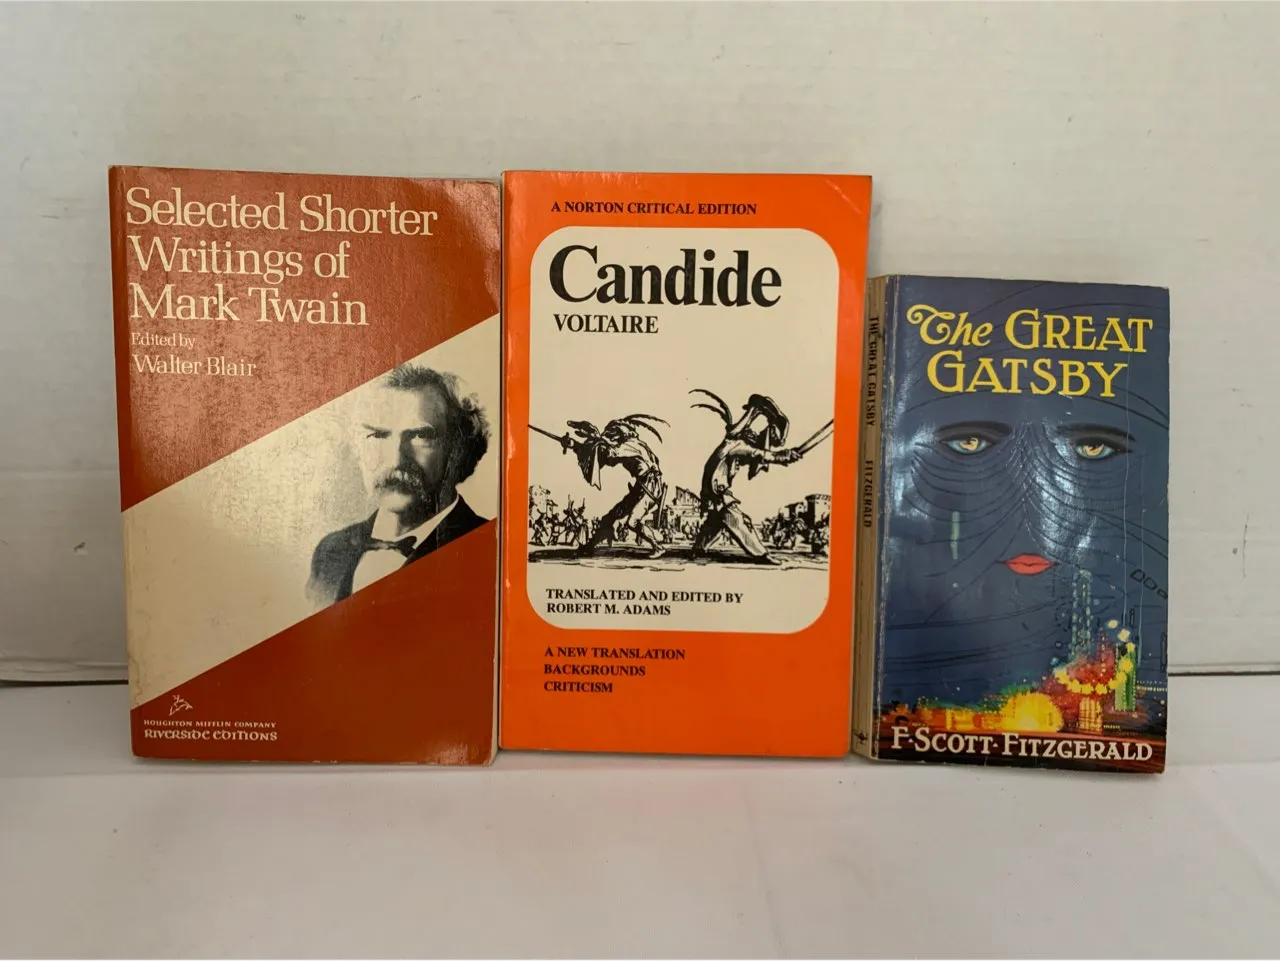 Selected Shorter
Writings of
Mark Twain
Edited by
Walter Blair
HOUGHTON MIFFLIN COMPANY
RIVERSIDE EDITIONS
A NORTON CRITICAL EDITION
Candide
VOLTAIRE
TRANSLATED AND EDITED BY
ROBERT M. ADAMS
A NEW TRANSLATION
BACKGROUNDS
CRITICISM
THE GREAT GATSBY FITZGERALD
The GREAT
GATSBY
F·SCOTT·FITZGERALD